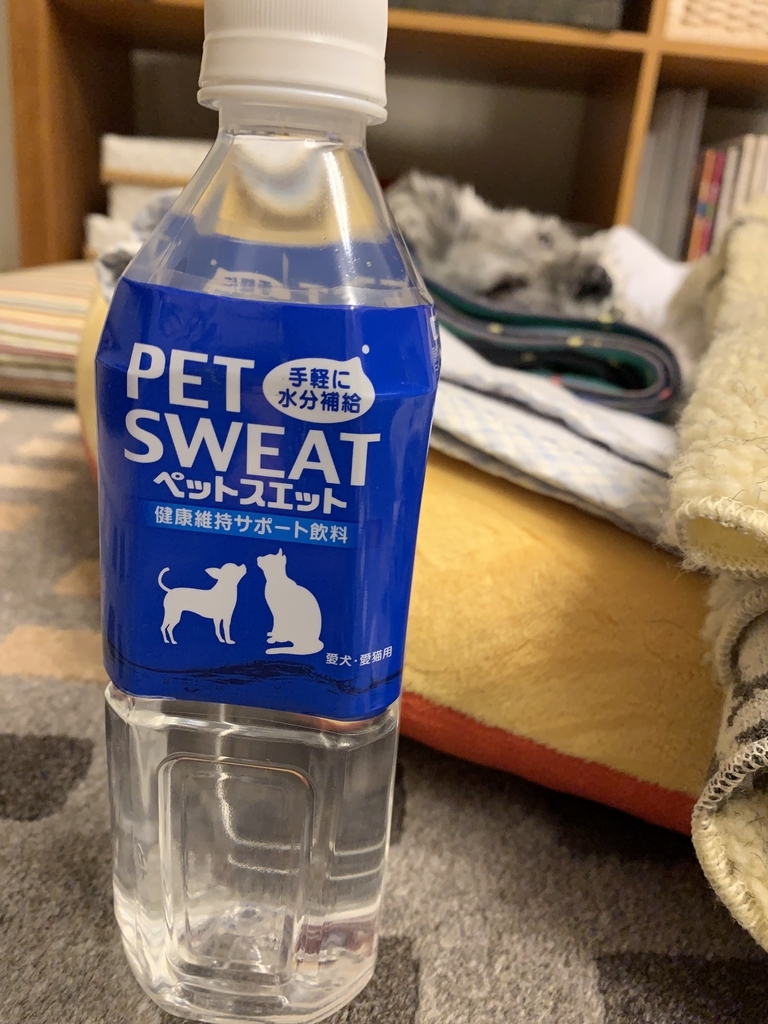 PET
手軽に
水分補給
SWEAT
ペットスエット
健康維持サポート飲料
愛犬・愛猫用